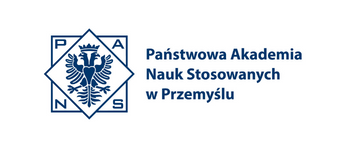 P A
N S
Państwowa Akademia
Nauk Stosowanych
w Przemyślu